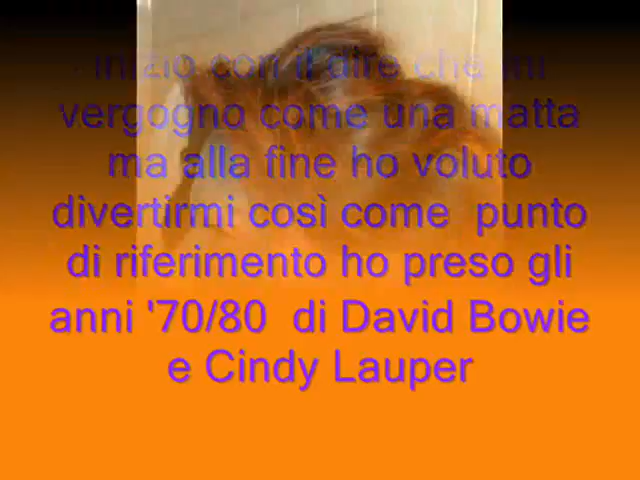 inizio con il dire che mi
vergogno come una matta
ma alla fine ho voluto
divertirmi così come punto
di riferimento ho preso gli
anni '70/80 di David Bowie
e Cindy Lauper